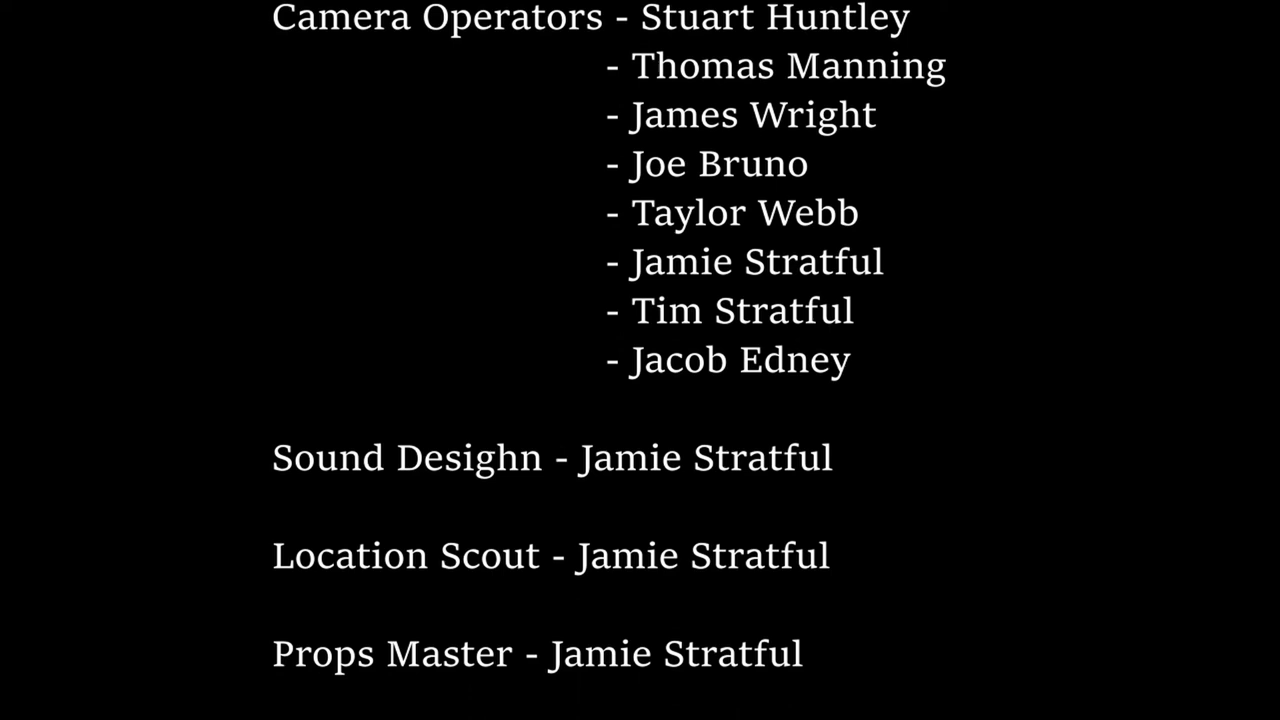 Camera Operators - Stuart Huntley
- Thomas Manning
- James Wright
- Joe Bruno
- Taylor Webb
- Jamie Stratful
- Tim Stratful
- Jacob Edney
Sound Desighn - Jamie Stratful
Location Scout - Jamie Stratful
Props Master - Jamie Stratful